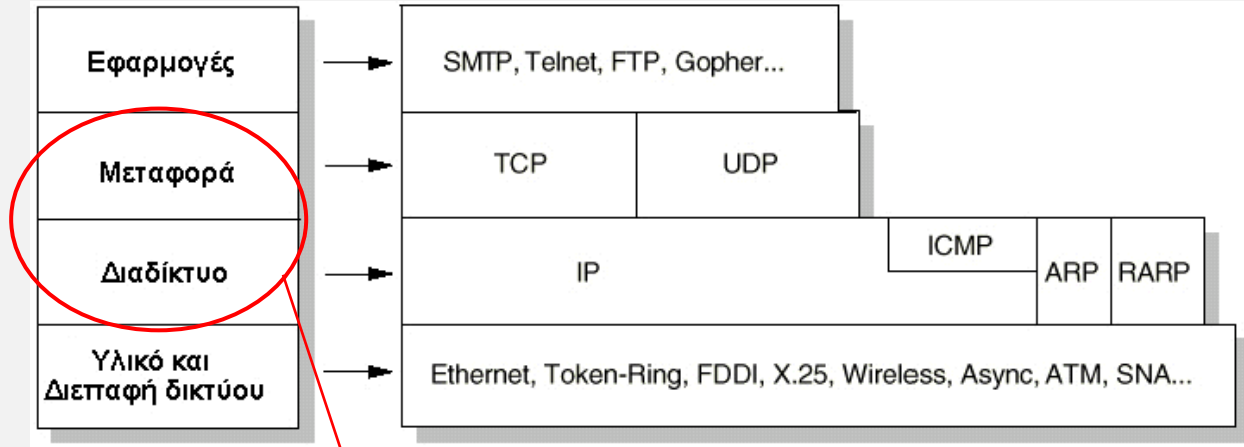 Εφαρμογές
SMTP, Telnet, FTP, Gopher...
Μεταφορά
TCP
UDP
Διαδίκτυο
IP
ICMP
ARP
RARP
Υλικό και
Διεπαφή δικτύου
Ethernet, Token-Ring, FDDI, X.25, Wireless, Async, ATM, SNA...